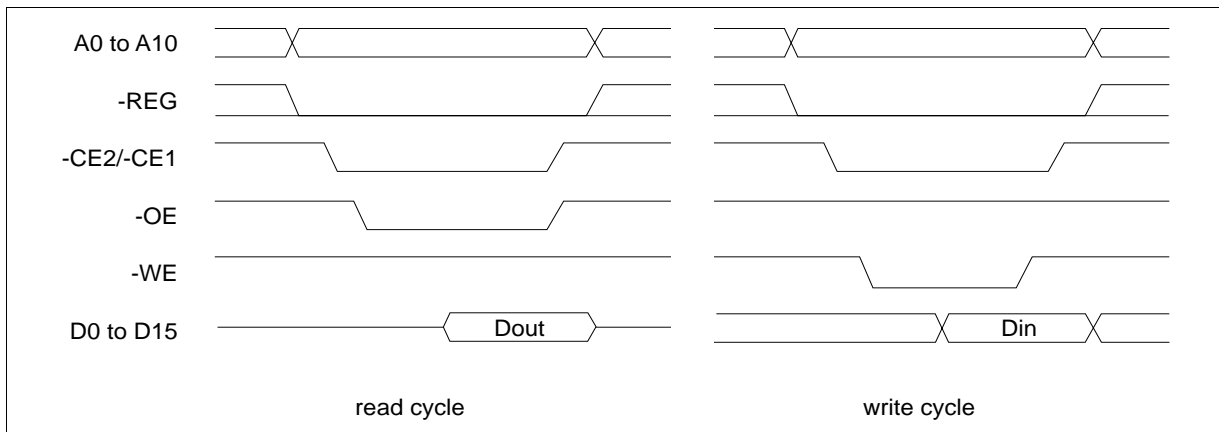 A0 to A10
-REG
-CE2/-CE1
-OE
-WE
D0 to D15
Dout
Din
read cycle
write cycle